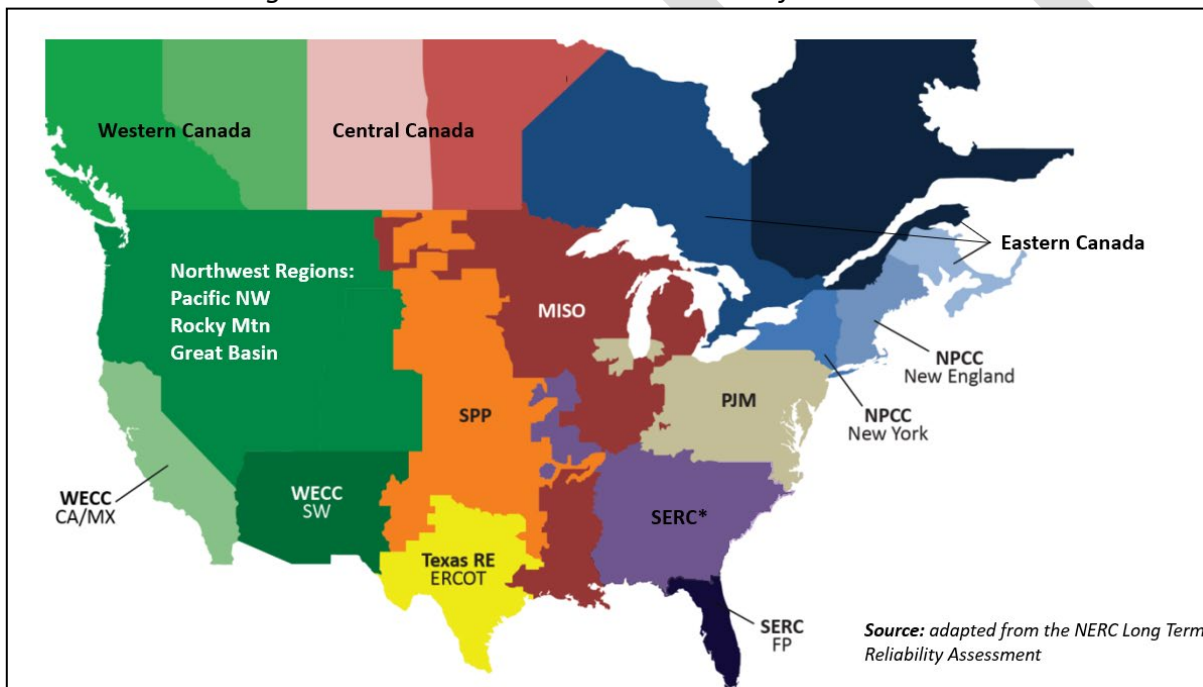 Western Canada
Central Canada
Eastern Canada
Northwest Regions:
Pacific NW
Rocky Mtn
Great Basin
MISO
NPCC
New England
SPP
PJM
NPCC
New York
WECC
CA/MX
WECC
SW
SERC*
Texas RE
ERCOT
SERC
FP
Source: adapted from the NERC Long Term
Reliability Assessment